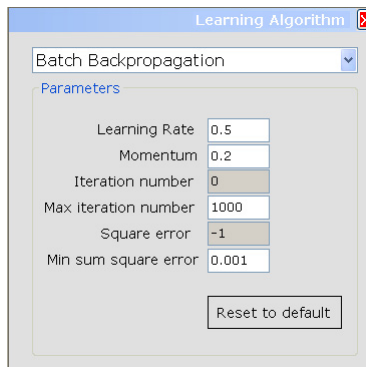 Learning Algorithm
Batch Backpropagation
Parameters
Learning Rate 0.5
Momentum 0.2
Iteration number 0
Max iteration number 1000
Square error -1
Min sum square error 0.001
Reset to default